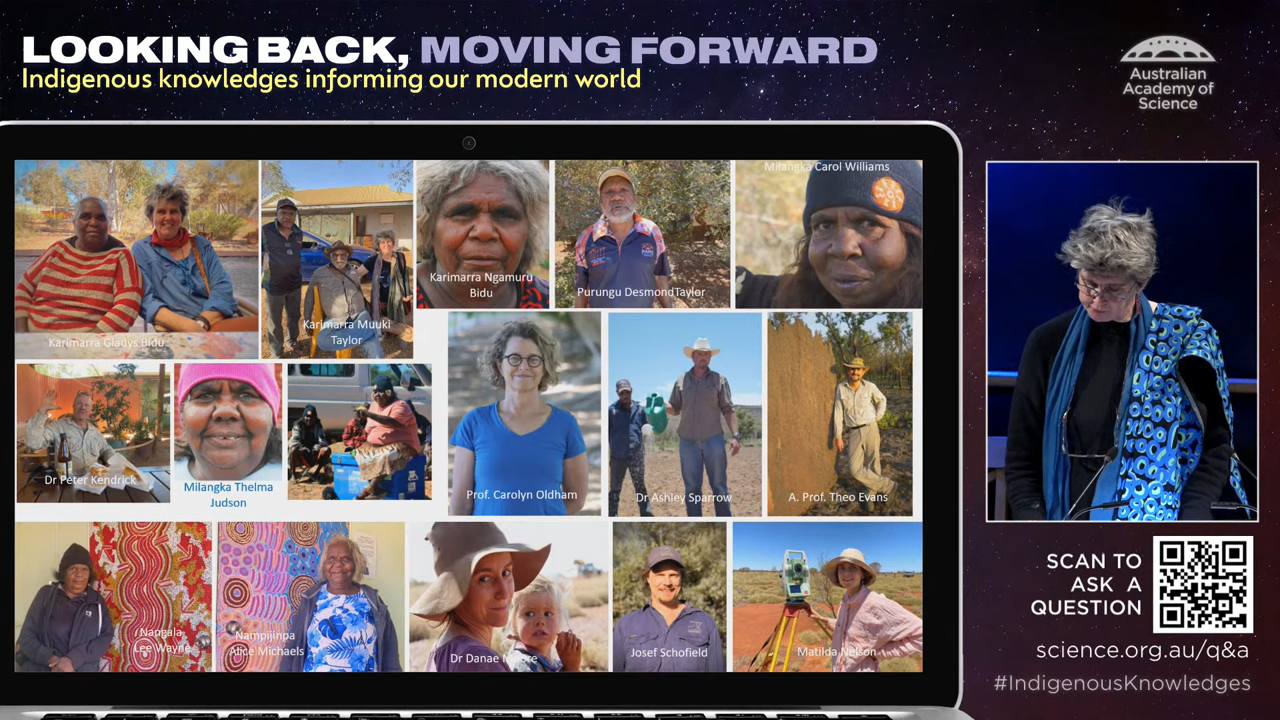 LOOKING BACK, MOVING FORWARD
Indigenous knowledges informing our modern world
Australian
Academy of
Science
Milangka Carol Williams
Karimarra Gladys Bidu
Karimarra Muuki
Taylor
Karimarra Ngamuru
Bidu
Purungu DesmondTaylor
Dr Peter Kendrick
Milangka Thelma
Judson
Prof. Carolyn Oldham
Dr Ashley Sparrow
A. Prof. Theo Evans
Nangala
Lee Wayne
Nampijinpa
Alice Michaels
Dr Danae Moore
Josef Schofield
Matilda Nelson
SCAN TO
ASK A
QUESTION
science.org.au/q&a
#IndigenousKnowledges